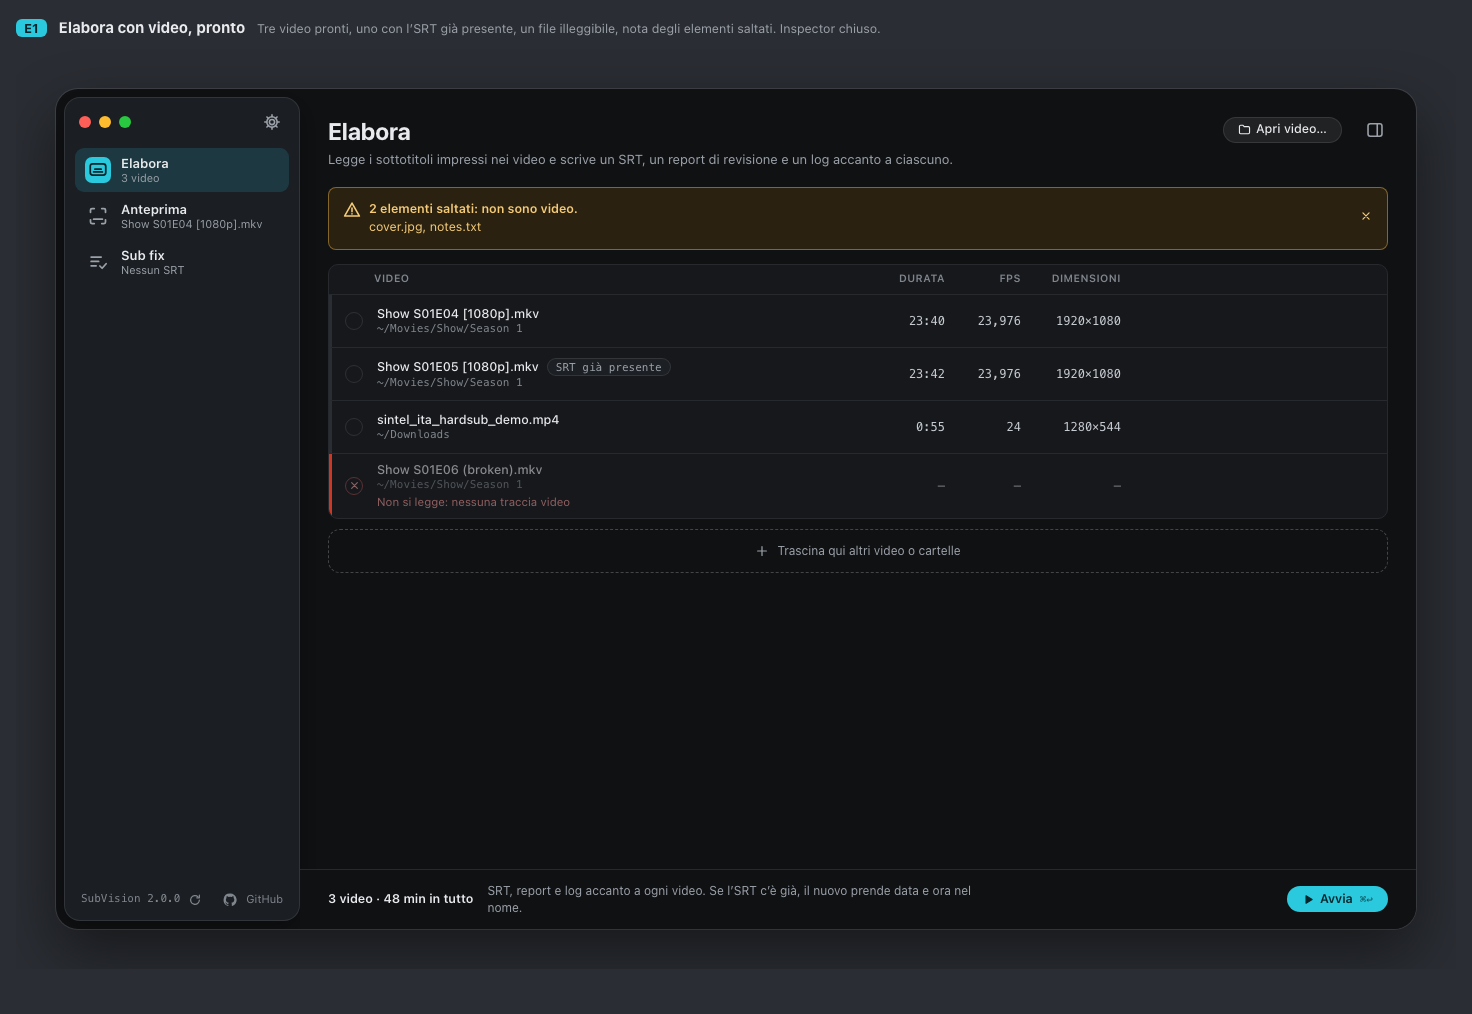 E1 Elabora con video, pronto Tre video pronti, uno con l'SRT già presente, un file illeggibile, nota degli elementi saltati. Inspector chiuso.
Elabora
3 video
Anteprima
Show S01E04 [1080p].mkv
Sub fix
Nessun SRT
SubVision 2.0.0 GitHub
Elabora
Apri video...
Legge i sottotitoli impressi nei video e scrive un SRT, un report di revisione e un log accanto a ciascuno.
2 elementi saltati: non sono video.
cover.jpg, notes.txt
VIDEO DURATA FPS DIMENSIONI
Show S01E04 [1080p].mkv
~/Movies/Show/Season 1
23:40 23,976 1920×1080
Show S01E05 [1080p].mkv SRT già presente
~/Movies/Show/Season 1
23:42 23,976 1920×1080
sintel_ita_hardsub_demo.mp4
~/Downloads
0:55 24 1280×544
Show S01E06 (broken).mkv
~/Movies/Show/Season 1
Non si legge: nessuna traccia video
– – –
Trascina qui altri video o cartelle
3 video · 48 min in tutto
SRT, report e log accanto a ogni video. Se l'SRT c'è già, il nuovo prende data e ora nel
nome.
Avvia ⌘↩